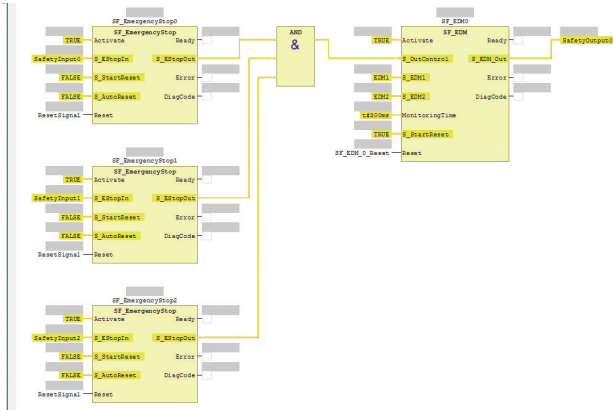 SF_EmergencyStop0
SF_EmergencyStop
TRUE Activate Ready
SafetyInput0 S_EStopIn S_EStopOut
FALSE S_StartReset Error
FALSE S_AutoReset DiagCode
ResetSignal Reset
AND
&
SF_EDM0
SF_EDM
TRUE Activate Ready
S_OutControl S_EDM_Out SafetyOutput0
EDM1 S_EDM1 Error
EDM2 S_EDM2 DiagCode
t#300ms MonitoringTime
TRUE S_StartReset
SF_EDM_0_Reset Reset
SF_EmergencyStop1
SF_EmergencyStop
TRUE Activate Ready
SafetyInput1 S_EStopIn S_EStopOut
FALSE S_StartReset Error
FALSE S_AutoReset DiagCode
ResetSignal Reset
SF_EmergencyStop2
SF_EmergencyStop
TRUE Activate Ready
SafetyInput2 S_EStopIn S_EStopOut
FALSE S_StartReset Error
FALSE S_AutoReset DiagCode
ResetSignal Reset